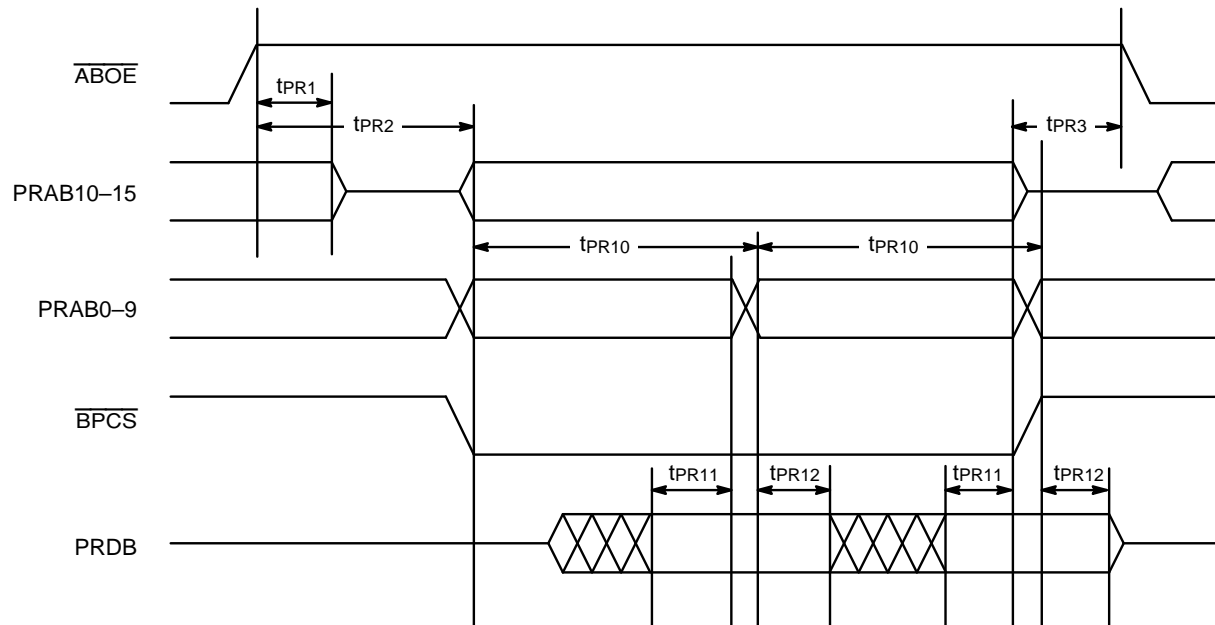 ABOE
tPR1
tPR2
tPR3
PRAB10–15
tPR10
tPR10
PRAB0–9
BPCS
tPR11
tPR12
tPR11
tPR12
PRDB